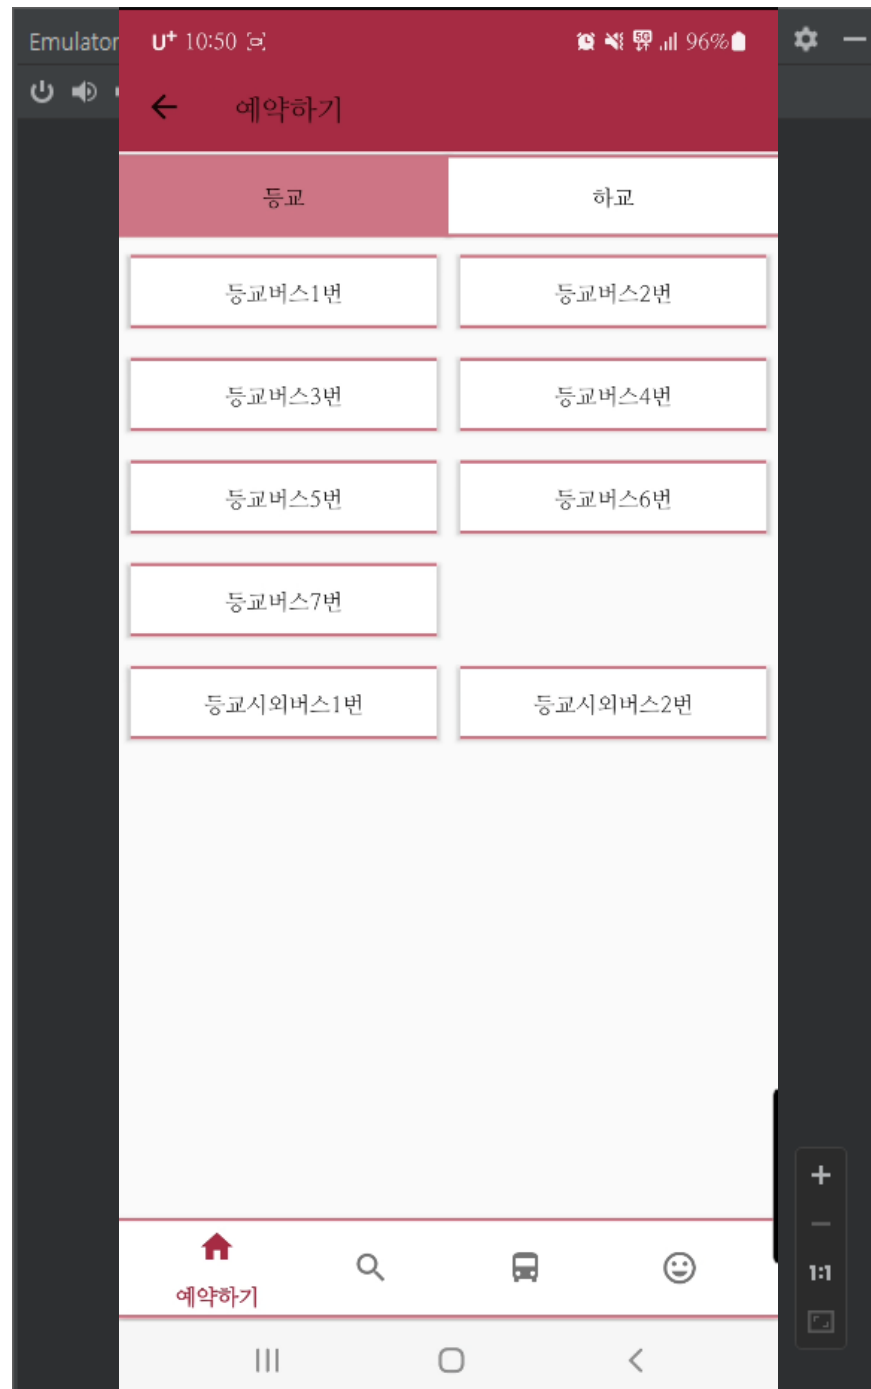 Emulator
U+ 10:50 96%
예약하기
등교 하교
등교버스1번 등교버스2번
등교버스3번 등교버스4번
등교버스5번 등교버스6번
등교버스7번
등교시외버스1번 등교시외버스2번
예약하기
1:1